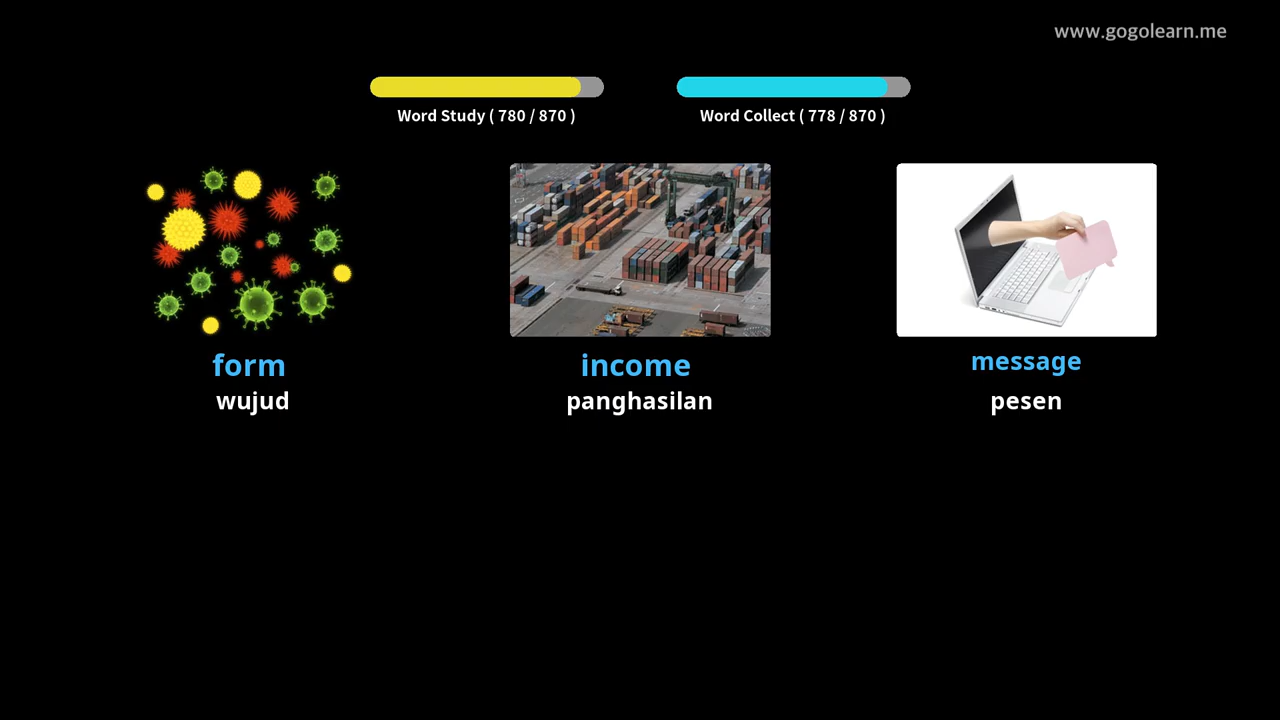 www.gogolearn.me
Word Study ( 780 / 870 )
Word Collect ( 778 / 870 )
form
wujud
income
panghasilan
message
pesen